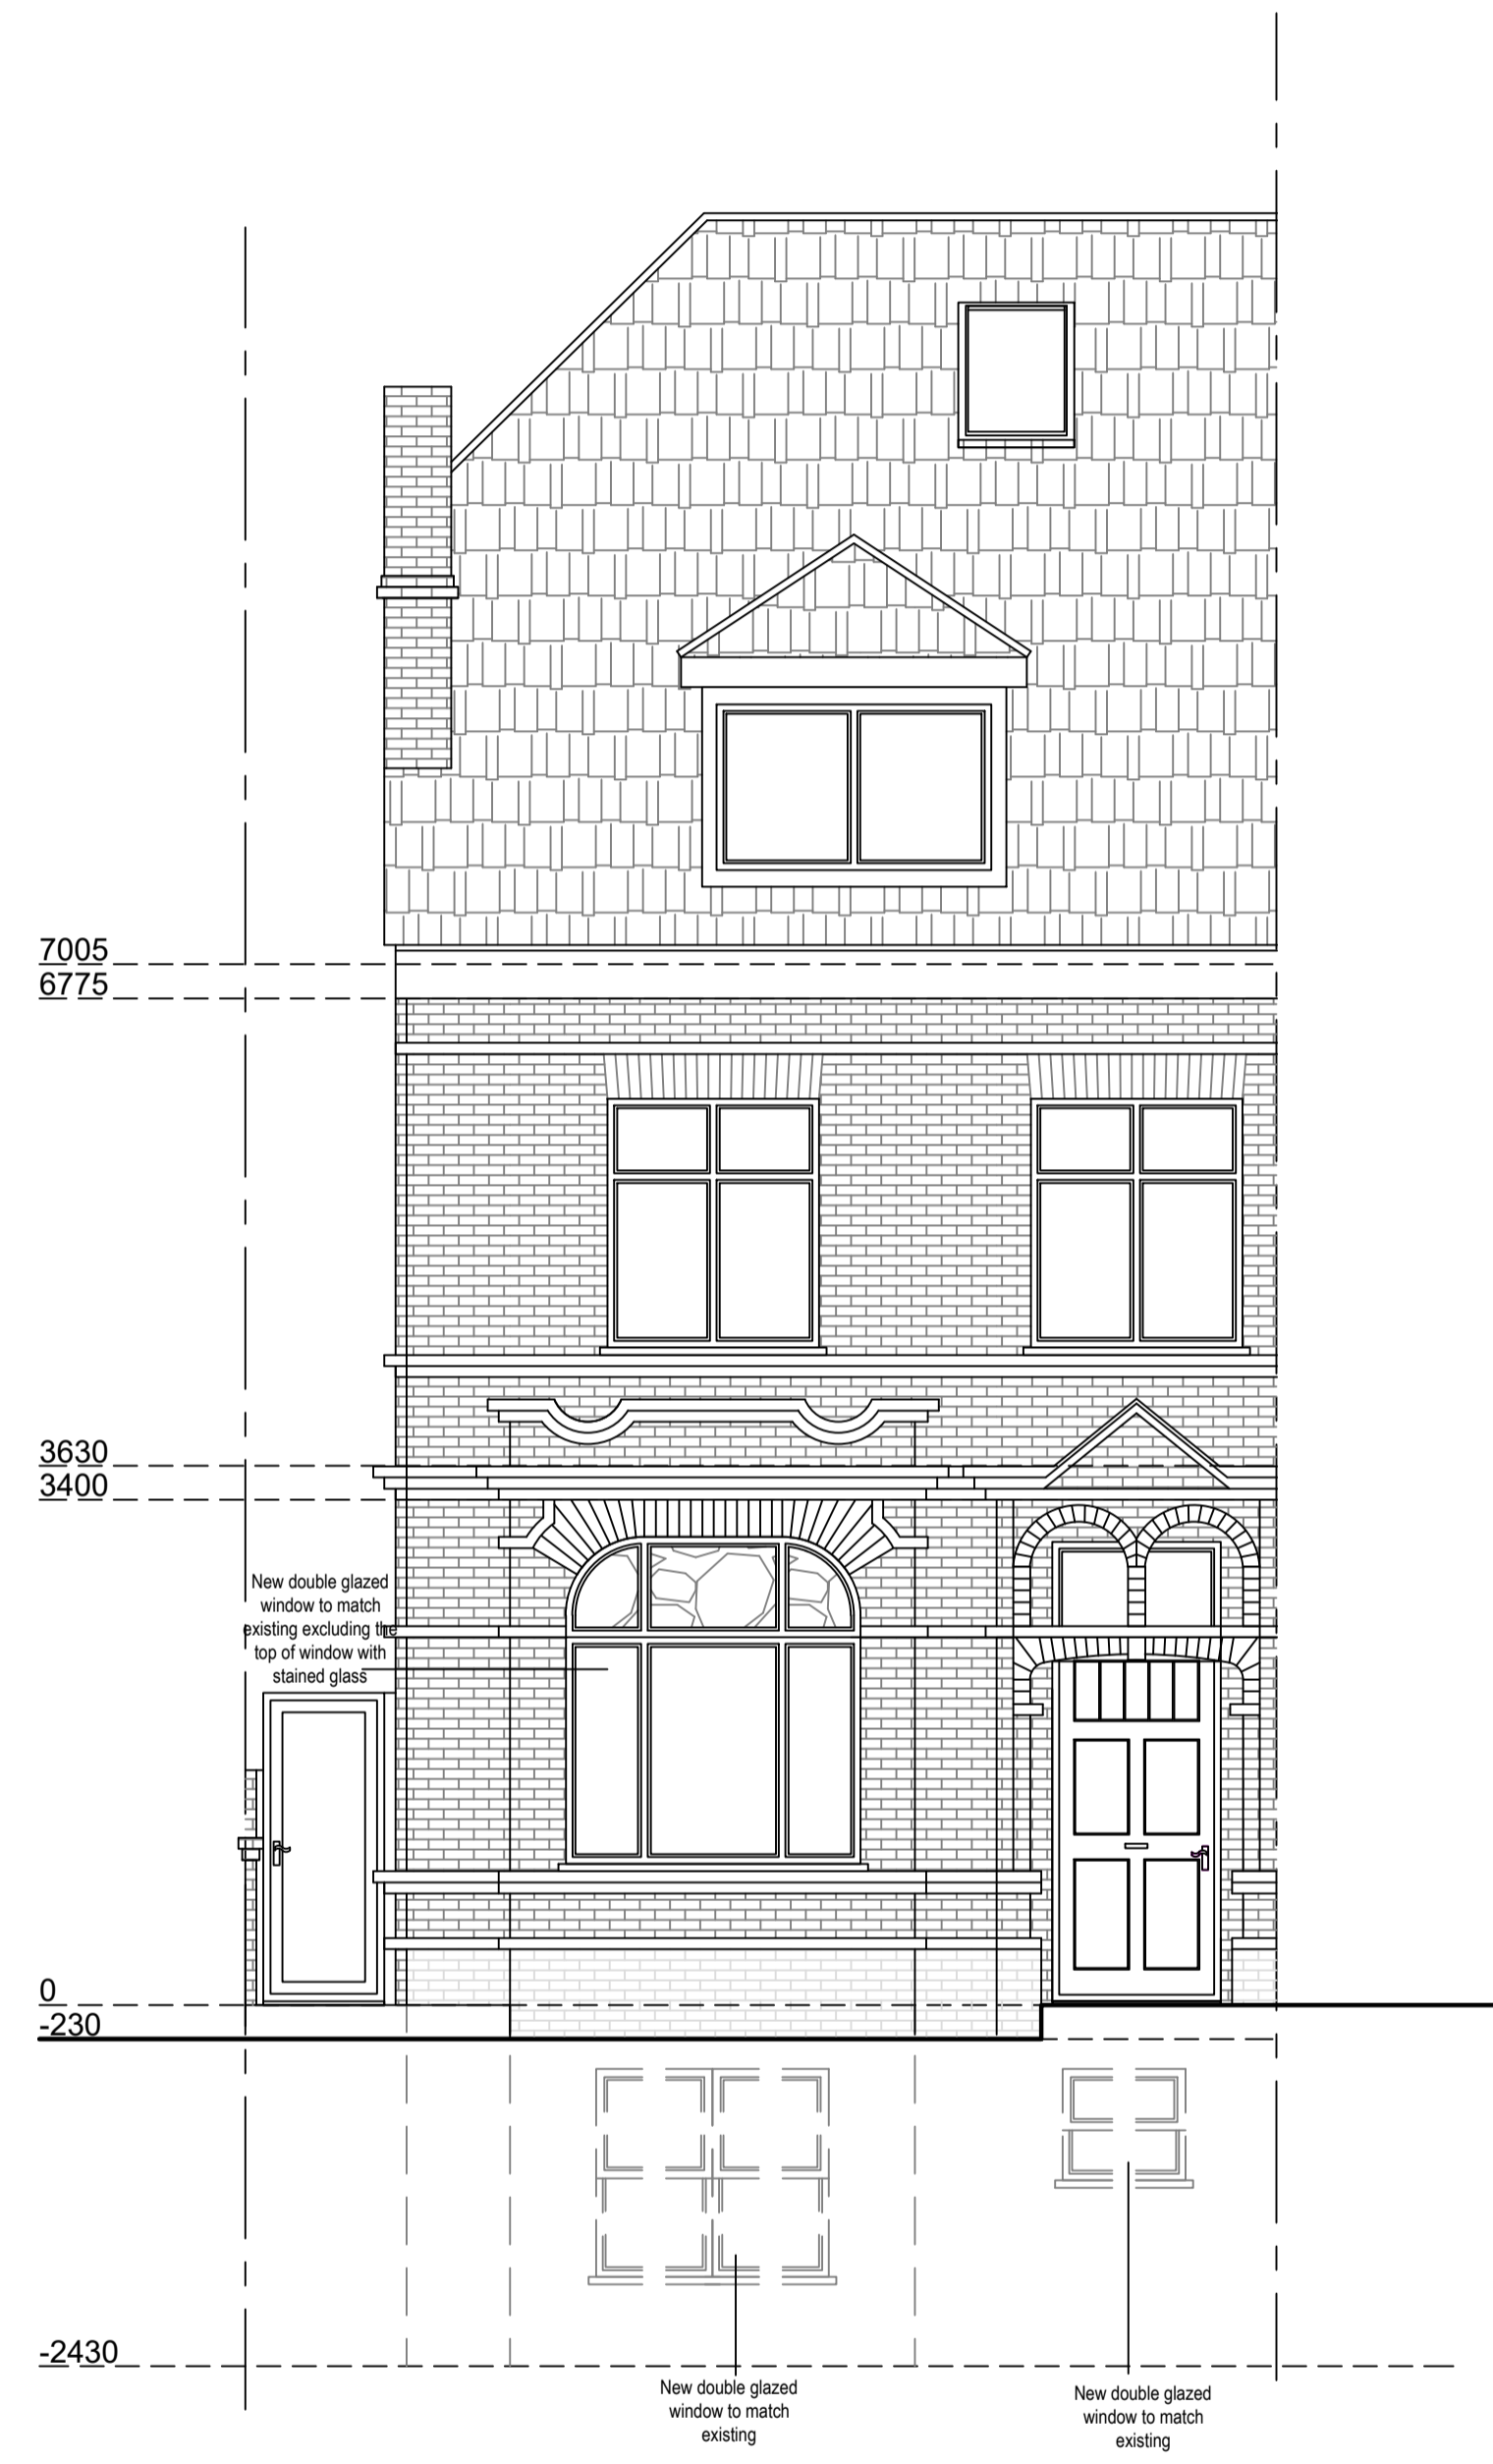 7005
6775
3630
3400
New double glazed
window to match
existing excluding the
top of window with
stained glass
0
-230
-2430
New double glazed
window to match
existing
New double glazed
window to match
existing